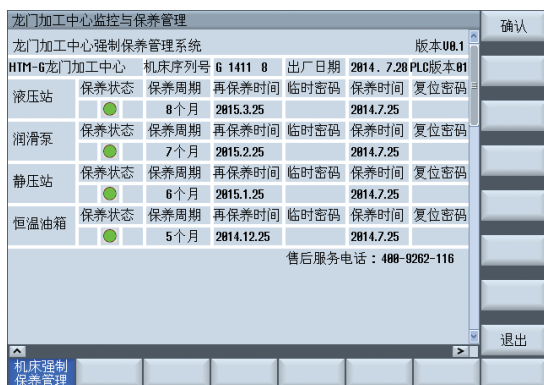 龙门加工中心监控与保养管理
确认
龙门加工中心强制保养管理系统 版本V0.1
HTM-G龙门加工中心 机床序列号 G 1411 8 出厂日期 2014. 7.28 PLC版本01
液压站 保养状态 保养周期 再保养时间 临时密码 保养时间 复位密码
8个月 2015.3.25 2014.7.25
润滑泵 保养状态 保养周期 再保养时间 临时密码 保养时间 复位密码
7个月 2015.2.25 2014.7.25
静压站 保养状态 保养周期 再保养时间 临时密码 保养时间 复位密码
6个月 2015.1.25 2014.7.25
恒温油箱 保养状态 保养周期 再保养时间 临时密码 保养时间 复位密码
5个月 2014.12.25 2014.7.25
售后服务电话：400-9262-116
退出
机床强制
保养管理